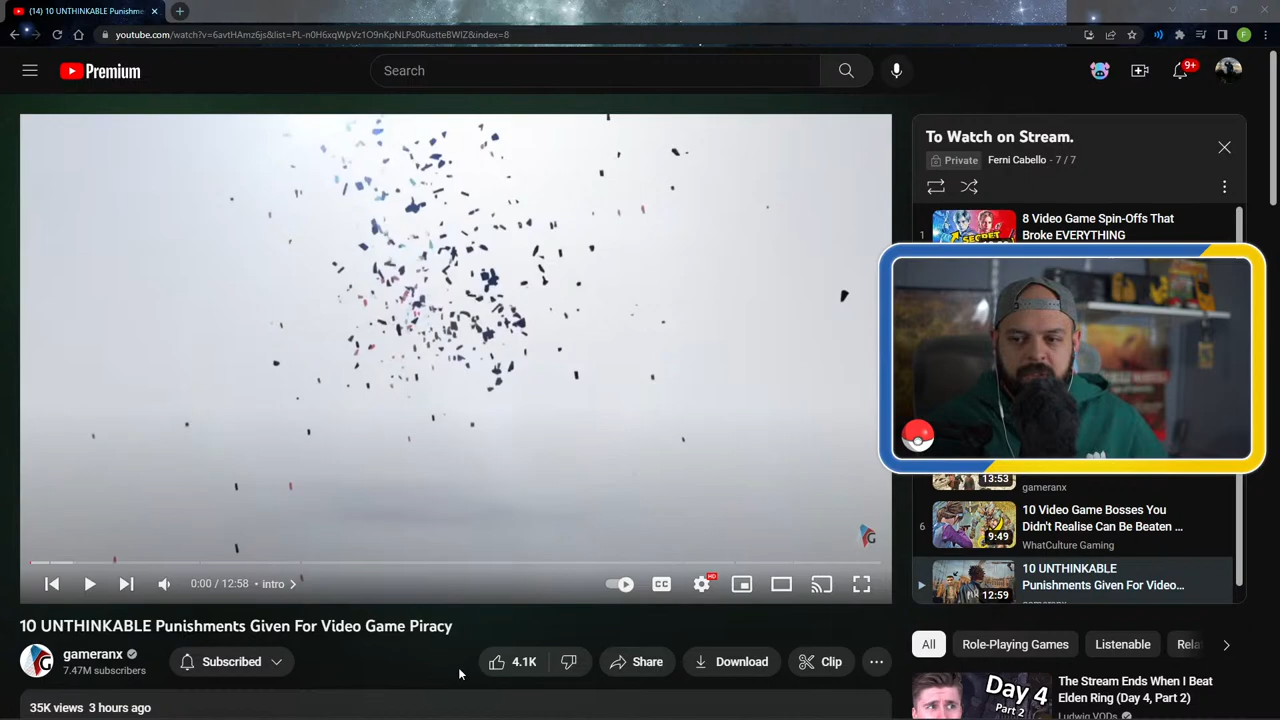 (14) 10 UNTHINKABLE Punishm
youtube.com/watch?v=6avtHAmz6js&list=PL-n0H6xqWpVz1O9nKpNLPs0RustteBWIZ&index=8
F
Premium
Search
9+
To Watch on Stream.
Private
Ferni Cabello - 7 / 7
1
8 Video Game Spin-Offs That
Broke EVERYTHING
SECRET
13:53
gameranx
6
10 Video Game Bosses You
Didn't Realise Can Be Beaten ...
9:49
WhatCulture Gaming
10 UNTHINKABLE
Punishments Given For Video...
12:59
gameranx
G
0:00 / 12:58 • intro
CC
HD
10 UNTHINKABLE Punishments Given For Video Game Piracy
gameranx
7.47M subscribers
Subscribed
4.1K
Share
Download
Clip
35K views 3 hours ago
All
Role-Playing Games
Listenable
Rela
Day 4
Part 2
The Stream Ends When I Beat
Elden Ring (Day 4, Part 2)
Ludwig VODs